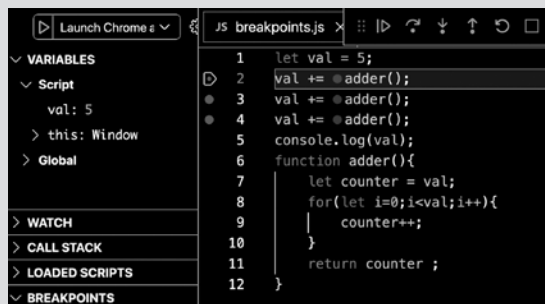 Launch Chrome a
VARIABLES
Script
val: 5
this: Window
Global
WATCH
CALL STACK
LOADED SCRIPTS
BREAKPOINTS
JS breakpoints.js
1 let val = 5;
2 val += adder();
3 val += adder();
4 val += adder();
5 console.log(val);
6 function adder(){
7 let counter = val;
8 for(let i=0;i<val;i++){
9 counter++;
10 }
11 return counter ;
12 }